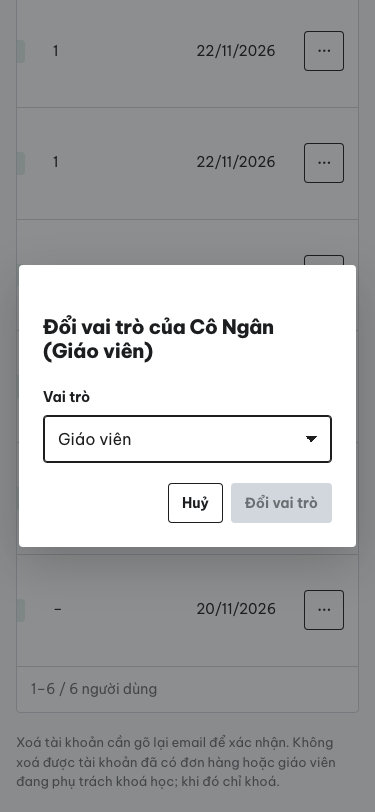 1 22/11/2026 ...
1 22/11/2026 ...
Đổi vai trò của Cô Ngân
(Giáo viên)
Vai trò
Giáo viên
Huỷ Đổi vai trò
– 20/11/2026 ...
1–6 / 6 người dùng
Xoá tài khoản cần gõ lại email để xác nhận. Không
xoá được tài khoản đã có đơn hàng hoặc giáo viên
đang phụ trách khoá học; khi đó chỉ khoá.